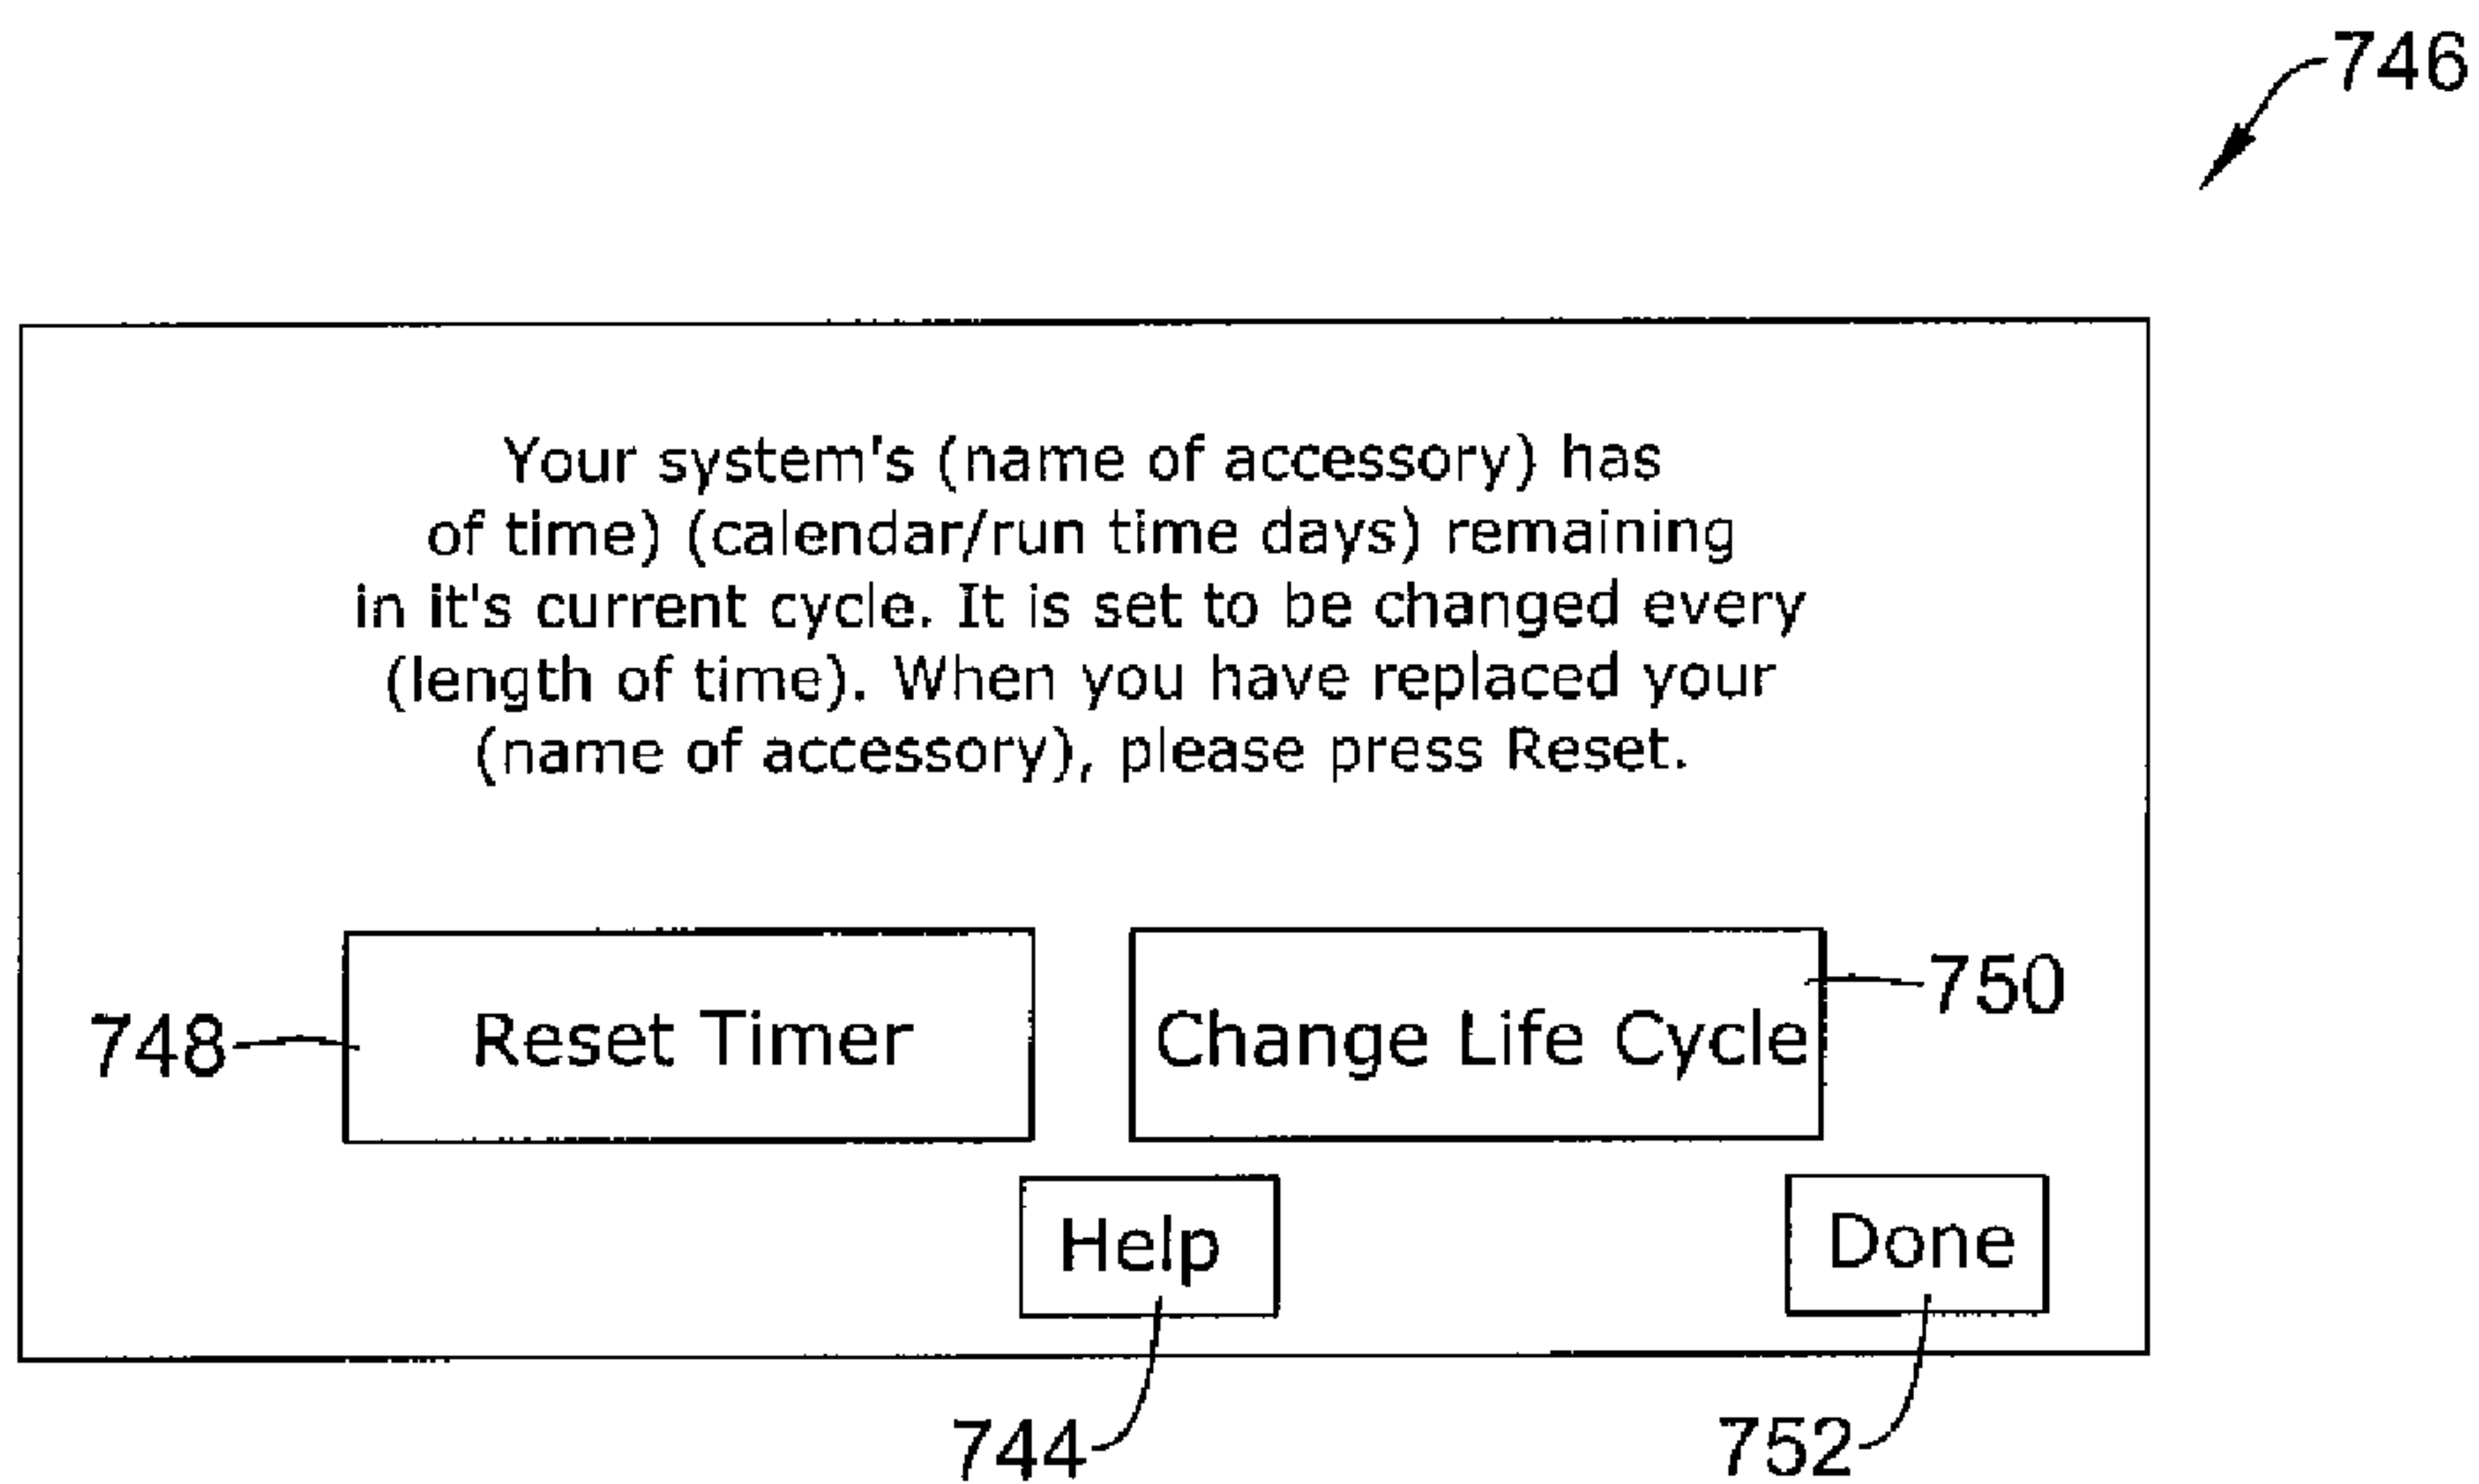 746
Your system's (name of accessory) has
of time) (calendar/run time days) remaining
in it's current cycle. It is set to be changed every
(length of time). When you have replaced your
(name of accessory), please press Reset.
750
748
Reset Timer
Change Life Cycle
Help
Done
744
752